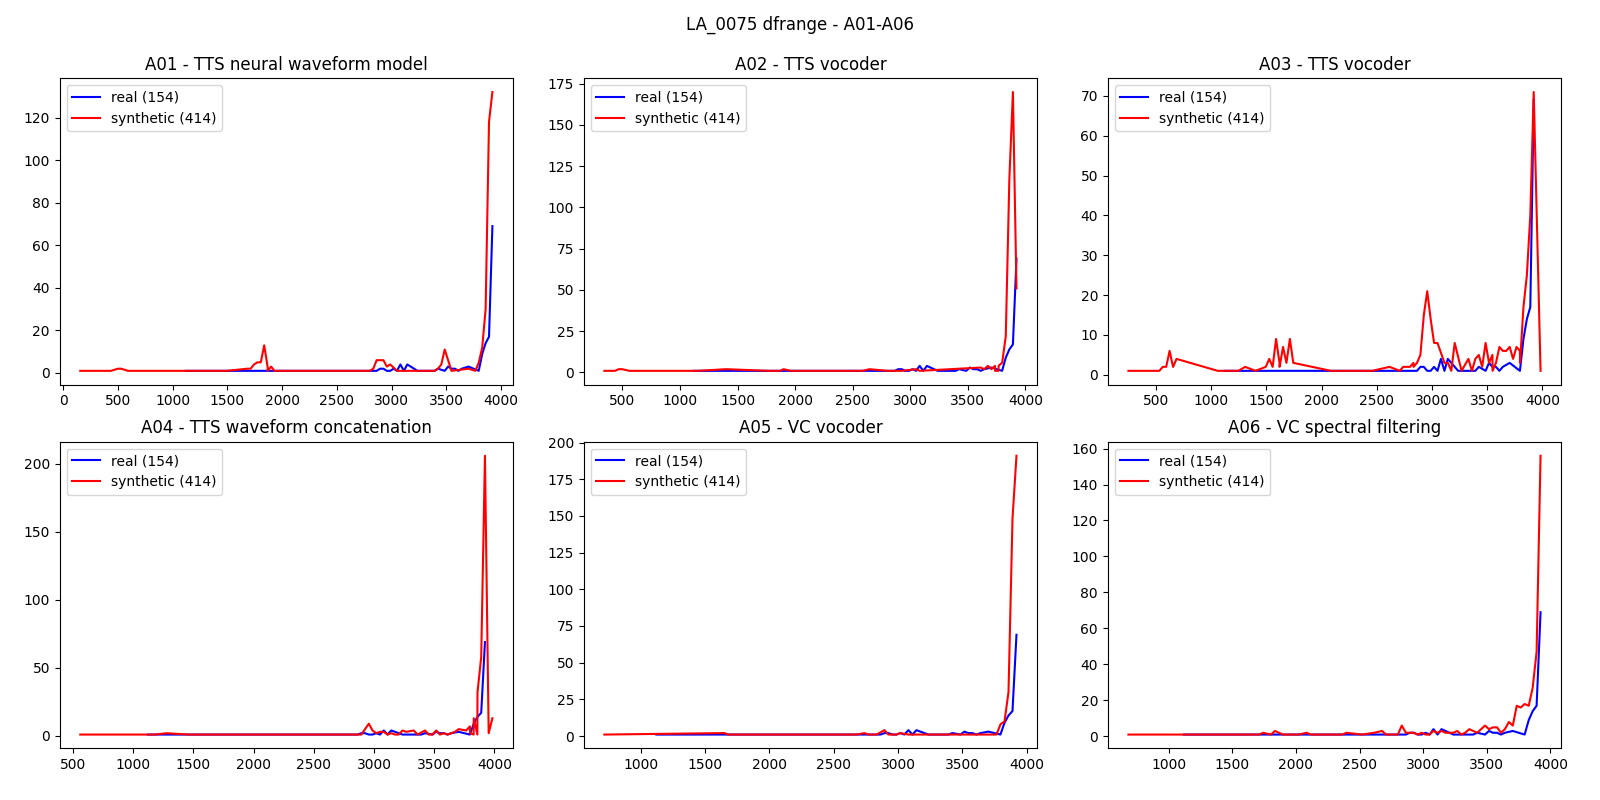 LA_0075 dfrange - A01-A06
A01 - TTS neural waveform model
real (154)
synthetic (414)
0 20 40 60 80 100 120
0 500 1000 1500 2000 2500 3000 3500 4000
A02 - TTS vocoder
real (154)
synthetic (414)
0 25 50 75 100 125 150 175
500 1000 1500 2000 2500 3000 3500 4000
A03 - TTS vocoder
real (154)
synthetic (414)
0 10 20 30 40 50 60 70
500 1000 1500 2000 2500 3000 3500 4000
A04 - TTS waveform concatenation
real (154)
synthetic (414)
0 50 100 150 200
500 1000 1500 2000 2500 3000 3500 4000
A05 - VC vocoder
real (154)
synthetic (414)
0 25 50 75 100 125 150 175 200
1000 1500 2000 2500 3000 3500 4000
A06 - VC spectral filtering
real (154)
synthetic (414)
0 20 40 60 80 100 120 140 160
1000 1500 2000 2500 3000 3500 4000